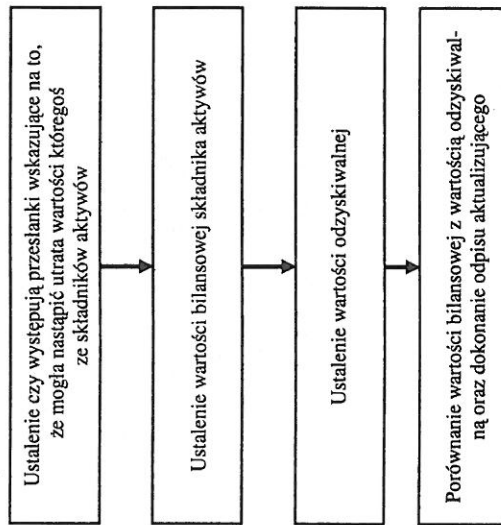 Ustalenie czy występują przesłanki wskazujące na to,
że mogła nastąpić utrata wartości któregoś
ze składników aktywów
Ustalenie wartości bilansowej składnika aktywów
Ustalenie wartości odzyskiwalnej
Porównanie wartości bilansowej z wartością odzyskiwal-
ną oraz dokonanie odpisu aktualizującego